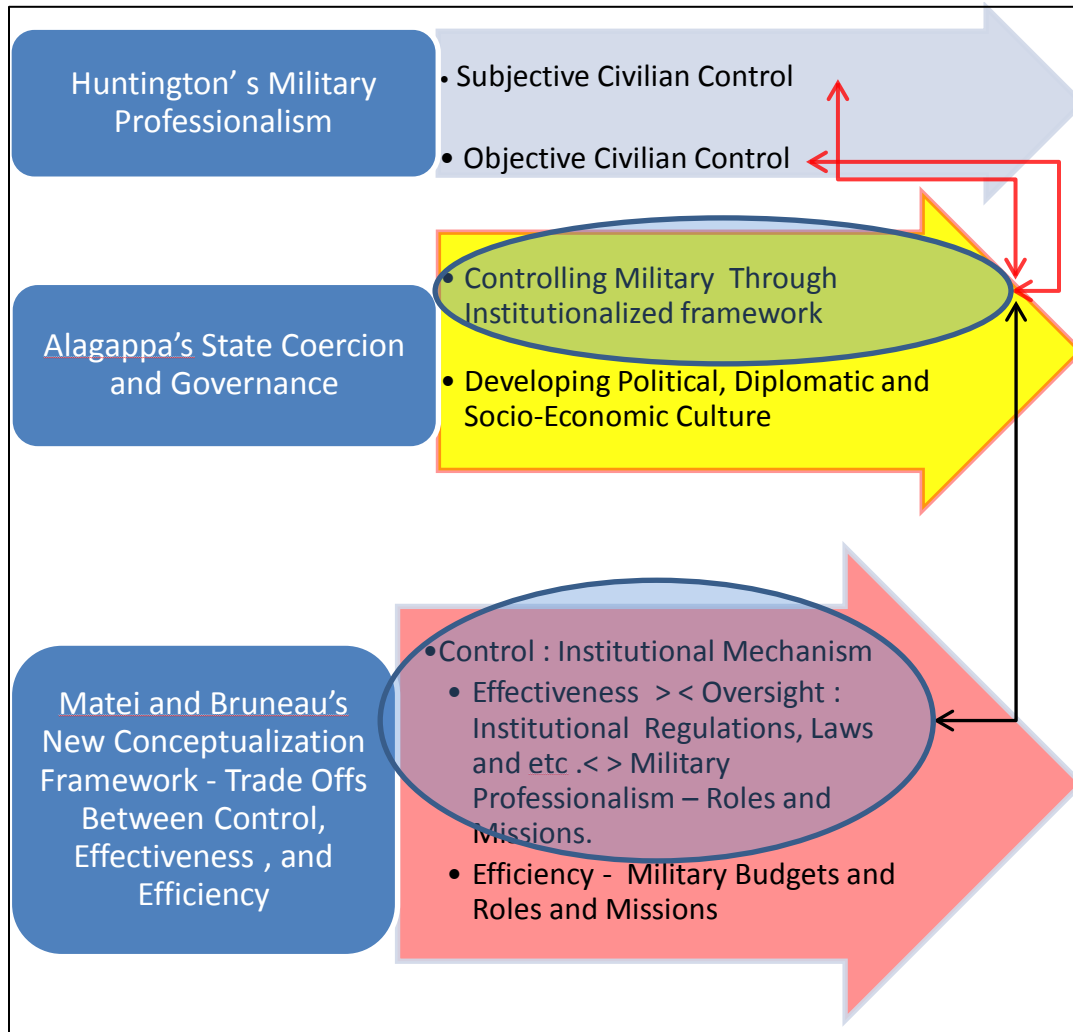 Huntington’ s Military
Professionalism
• Subjective Civilian Control
• Objective Civilian Control
Alagappa’s State Coercion
and Governance
• Controlling Military Through
Institutionalized framework
• Developing Political, Diplomatic and
Socio-Economic Culture
Matei and Bruneau’s
New Conceptualization
Framework - Trade Offs
Between Control,
Effectiveness , and
Efficiency
•Control : Institutional Mechanism
• Effectiveness > < Oversight :
Institutional Regulations, Laws
and etc .< > Military
Professionalism – Roles and
Missions.
• Efficiency - Military Budgets and
Roles and Missions